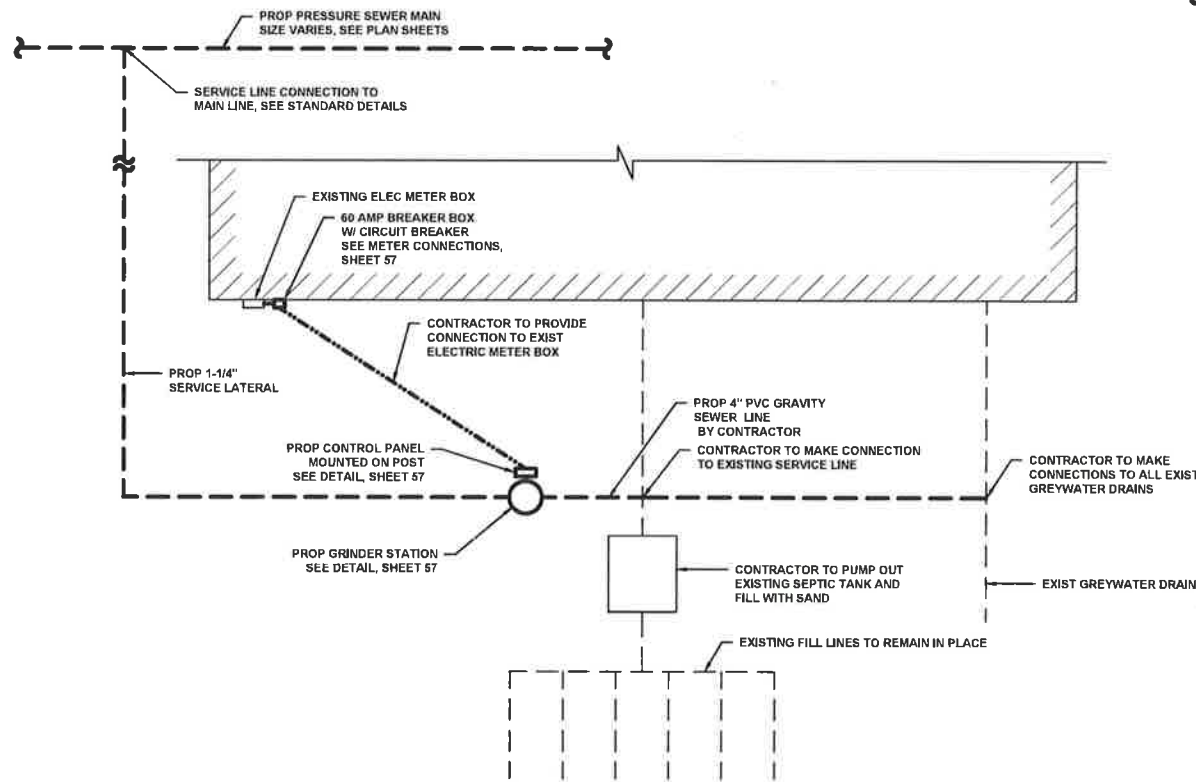 PROP PRESSURE SEWER MAIN
SIZE VARIES, SEE PLAN SHEETS
SERVICE LINE CONNECTION TO
MAIN LINE, SEE STANDARD DETAILS
EXISTING ELEC METER BOX
60 AMP BREAKER BOX
W/ CIRCUIT BREAKER
SEE METER CONNECTIONS,
SHEET 57
CONTRACTOR TO PROVIDE
CONNECTION TO EXIST
ELECTRIC METER BOX
PROP 1-1/4"
SERVICE LATERAL
PROP 4" PVC GRAVITY
SEWER LINE
BY CONTRACTOR
PROP CONTROL PANEL
MOUNTED ON POST
SEE DETAIL, SHEET 57
CONTRACTOR TO MAKE CONNECTION
TO EXISTING SERVICE LINE
CONTRACTOR TO MAKE
CONNECTIONS TO ALL EXIST
GREYWATER DRAINS
PROP GRINDER STATION
SEE DETAIL, SHEET 57
CONTRACTOR TO PUMP OUT
EXISTING SEPTIC TANK AND
FILL WITH SAND
EXIST GREYWATER DRAIN
EXISTING FILL LINES TO REMAIN IN PLACE